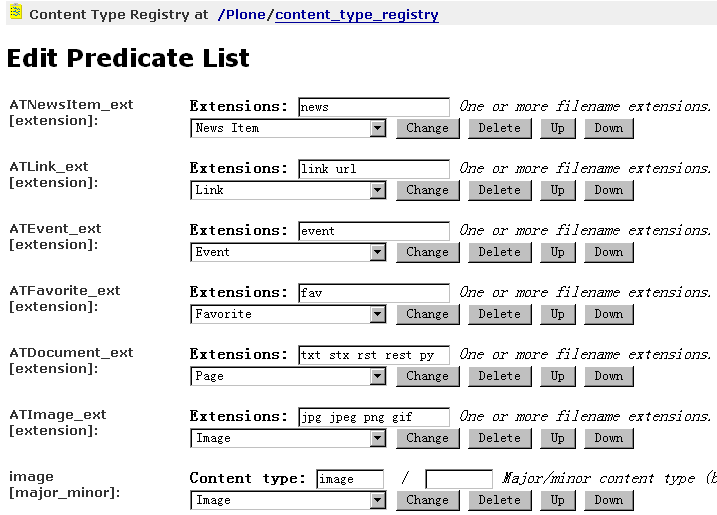 Content Type Registry at /Plone/content_type_registry
Edit Predicate List
ATNewsItem_ext Extensions: news One or more filename extensions.
[extension]: News Item Change Delete Up Down
ATLink_ext Extensions: link url One or more filename extensions.
[extension]: Link Change Delete Up Down
ATEvent_ext Extensions: event One or more filename extensions.
[extension]: Event Change Delete Up Down
ATFavorite_ext Extensions: fav One or more filename extensions.
[extension]: Favorite Change Delete Up Down
ATDocument_ext Extensions: txt stx rst rest py One or more filename extensions.
[extension]: Page Change Delete Up Down
ATImage_ext Extensions: jpg jpeg png gif One or more filename extensions.
[extension]: Image Change Delete Up Down
image Content type: image / Major/minor content type (b
[major_minor]: Image Change Delete Up Down